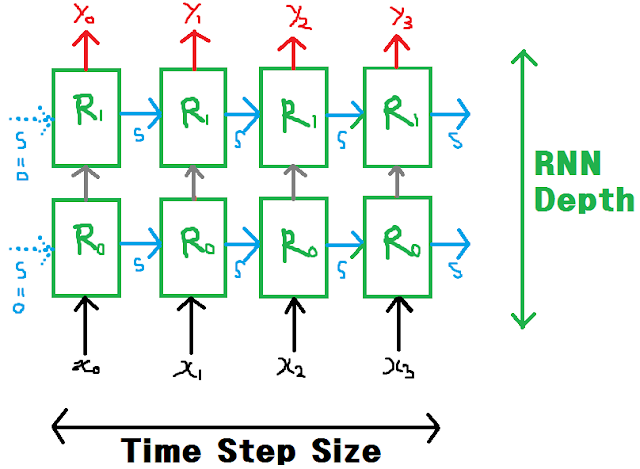 y₀ y₁ y₂ y₃
R₁ R₁ R₁ R₁
S S S S S
=
0
RNN
Depth
R₀ R₀ R₀ R₀
S S S S S
=
0
x₀ x₁ x₂ x₃
Time Step Size